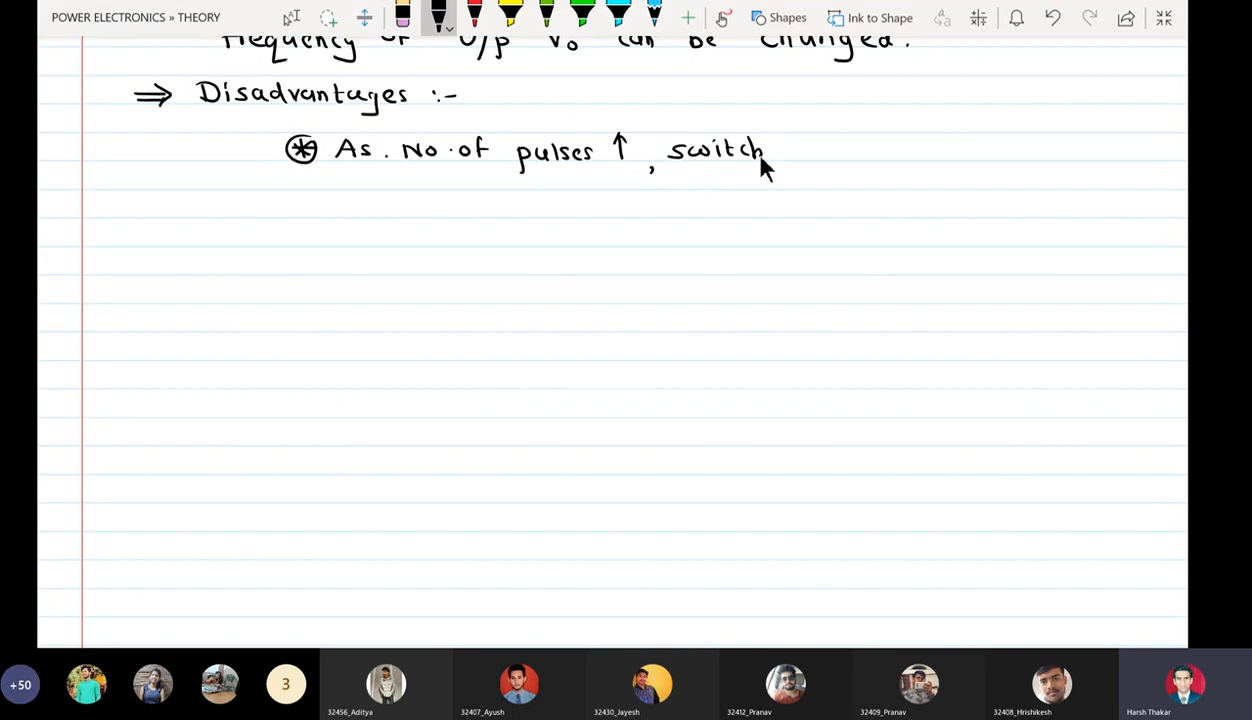 POWER ELECTRONICS » THEORY
Shapes
Ink to Shape
frequency of O/p Vo can be changed.
⇒ Disadvantages :-
As. No. of pulses ↑, switch
+50
3
32456_Aditya
32407_Ayush
32430_Jayesh
32412_Pranav
32409_Pranav
32408_Hrishikesh
Harsh Thakar